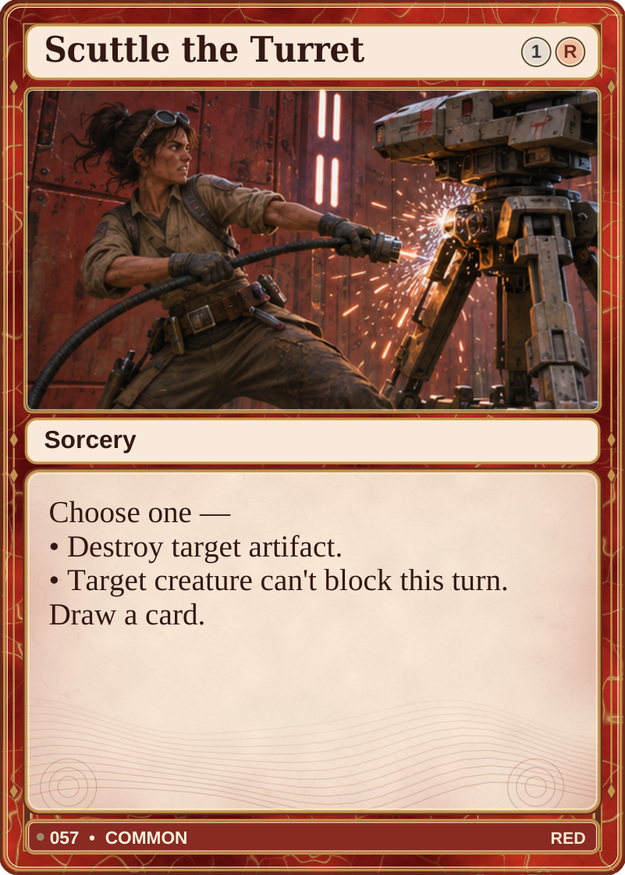 Scuttle the Turret 1 R
Sorcery
Choose one —
• Destroy target artifact.
• Target creature can't block this turn.
Draw a card.
057 • COMMON RED